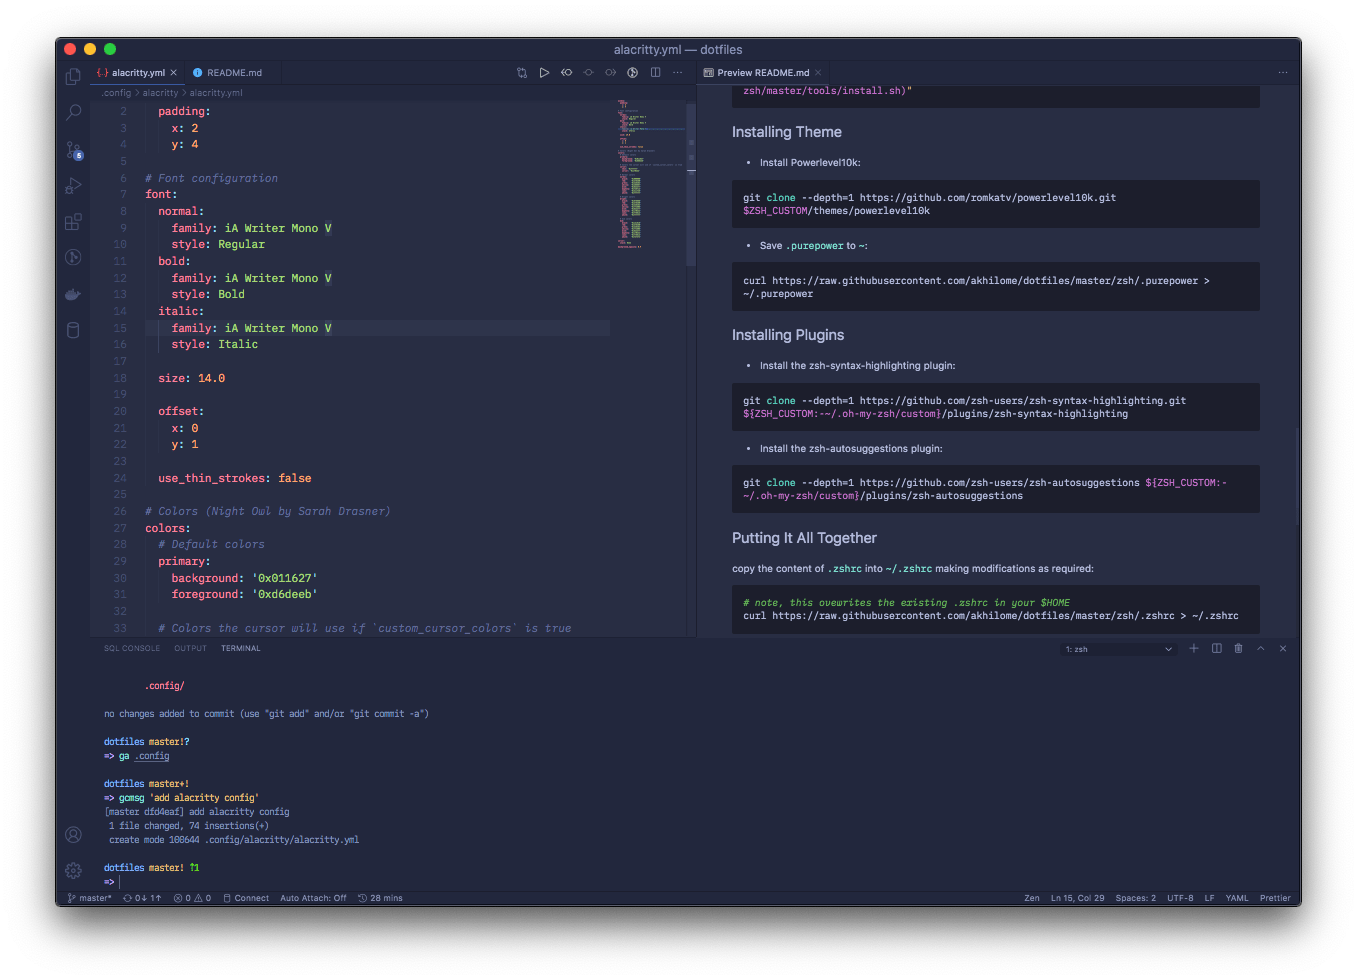 alacritty.yml — dotfiles
alacritty.yml
README.md
.config > alacritty > alacritty.yml
2 padding:
3 x: 2
4 y: 4
5
6 # Font configuration
7 font:
8 normal:
9 family: iA Writer Mono V
10 style: Regular
11 bold:
12 family: iA Writer Mono V
13 style: Bold
14 italic:
15 family: iA Writer Mono V
16 style: Italic
17
18 size: 14.0
19
20 offset:
21 x: 0
22 y: 1
23
24 use_thin_strokes: false
25
26 # Colors (Night Owl by Sarah Drasner)
27 colors:
28 # Default colors
29 primary:
30 background: '0x011627'
31 foreground: '0xd6deeb'
32
33 # Colors the cursor will use if `custom_cursor_colors` is true
Preview README.md
zsh/master/tools/install.sh)"
Installing Theme
• Install Powerlevel10k:
git clone --depth=1 https://github.com/romkatv/powerlevel10k.git
$ZSH_CUSTOM/themes/powerlevel10k
• Save .purepower to ~:
curl https://raw.githubusercontent.com/akhilome/dotfiles/master/zsh/.purepower >
~/.purepower
Installing Plugins
• Install the zsh-syntax-highlighting plugin:
git clone --depth=1 https://github.com/zsh-users/zsh-syntax-highlighting.git
${ZSH_CUSTOM:-~/.oh-my-zsh/custom}/plugins/zsh-syntax-highlighting
• Install the zsh-autosuggestions plugin:
git clone --depth=1 https://github.com/zsh-users/zsh-autosuggestions ${ZSH_CUSTOM:-
~/.oh-my-zsh/custom}/plugins/zsh-autosuggestions
Putting It All Together
copy the content of .zshrc into ~/.zshrc making modifications as required:
# note, this ovewrites the existing .zshrc in your $HOME
curl https://raw.githubusercontent.com/akhilome/dotfiles/master/zsh/.zshrc > ~/.zshrc
SQL CONSOLE OUTPUT TERMINAL
1: zsh
.config/
no changes added to commit (use "git add" and/or "git commit -a")
dotfiles master!?
=> ga .config
dotfiles master+!
=> gcmsg 'add alacritty config'
[master dfd4eaf] add alacritty config
1 file changed, 74 insertions(+)
create mode 100644 .config/alacritty/alacritty.yml
dotfiles master! ↑1
=>
master* 0↓ 1↑ 0 0 Connect Auto Attach: Off 28 mins
Zen Ln 15, Col 29 Spaces: 2 UTF-8 LF YAML Prettier